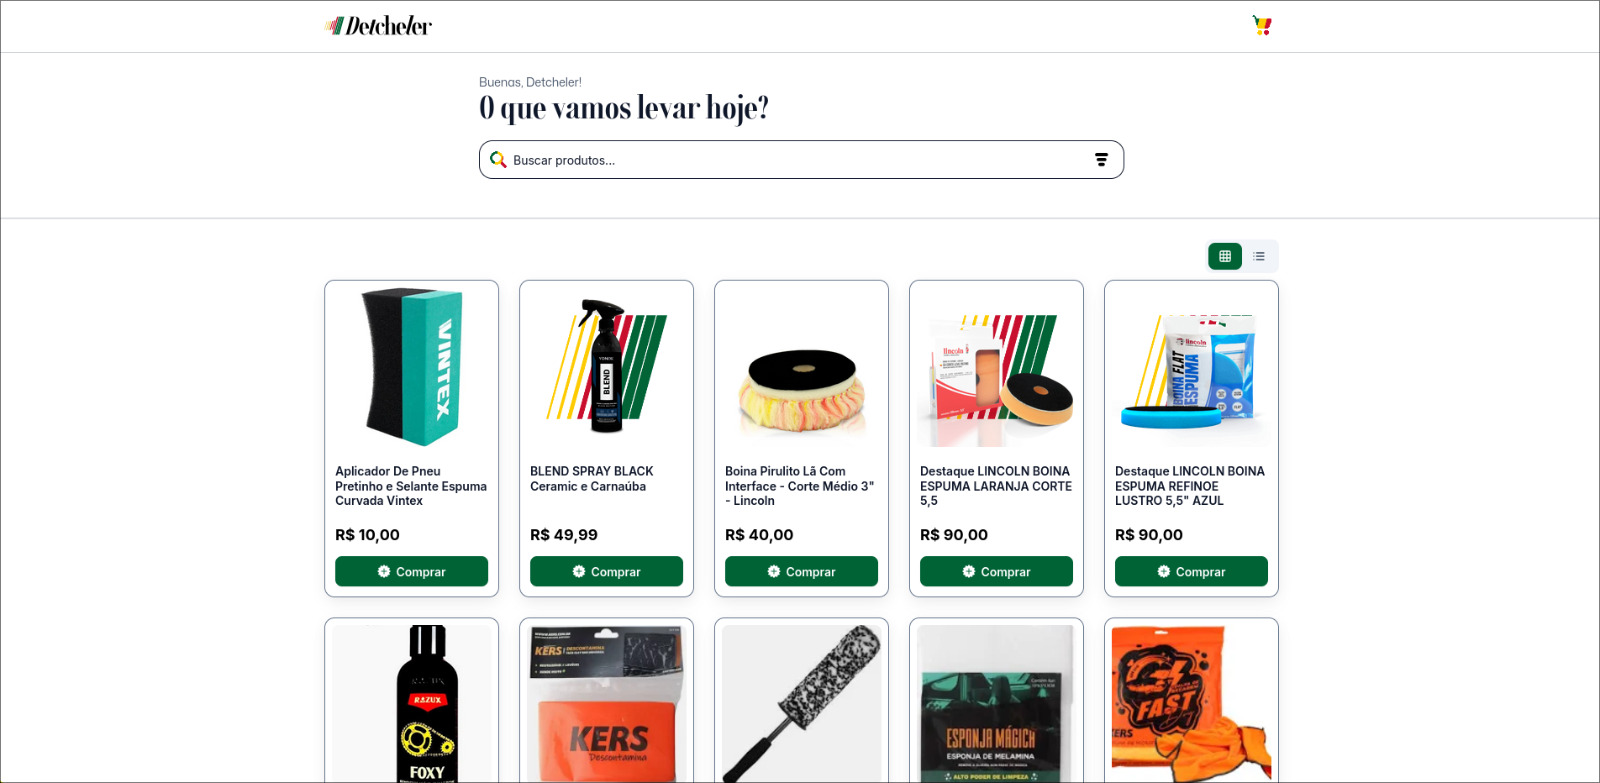 Detcheler
Buenas, Detcheler!
O que vamos levar hoje?
Buscar produtos...
VINTEX
VONIXX
BLEND
lincoln
lincoln
BOINA FLAT
ESPUMA
Aplicador De Pneu
Pretinho e Selante Espuma
Curvada Vintex
BLEND SPRAY BLACK
Ceramic e Carnaúba
Boina Pirulito Lã Com
Interface - Corte Médio 3"
- Lincoln
Destaque LINCOLN BOINA
ESPUMA LARANJA CORTE
5,5
Destaque LINCOLN BOINA
ESPUMA REFINOE
LUSTRO 5,5" AZUL
R$ 10,00
R$ 49,99
R$ 40,00
R$ 90,00
R$ 90,00
Comprar
Comprar
Comprar
Comprar
Comprar
RAZUX
FOXY
KERS
DESCONTAMINA
KERS
Descontamina
ESPONJA MÁGICA
ESPONJA DE MELAMINA
ALTO PODER DE LIMPEZA
FAST
KERS